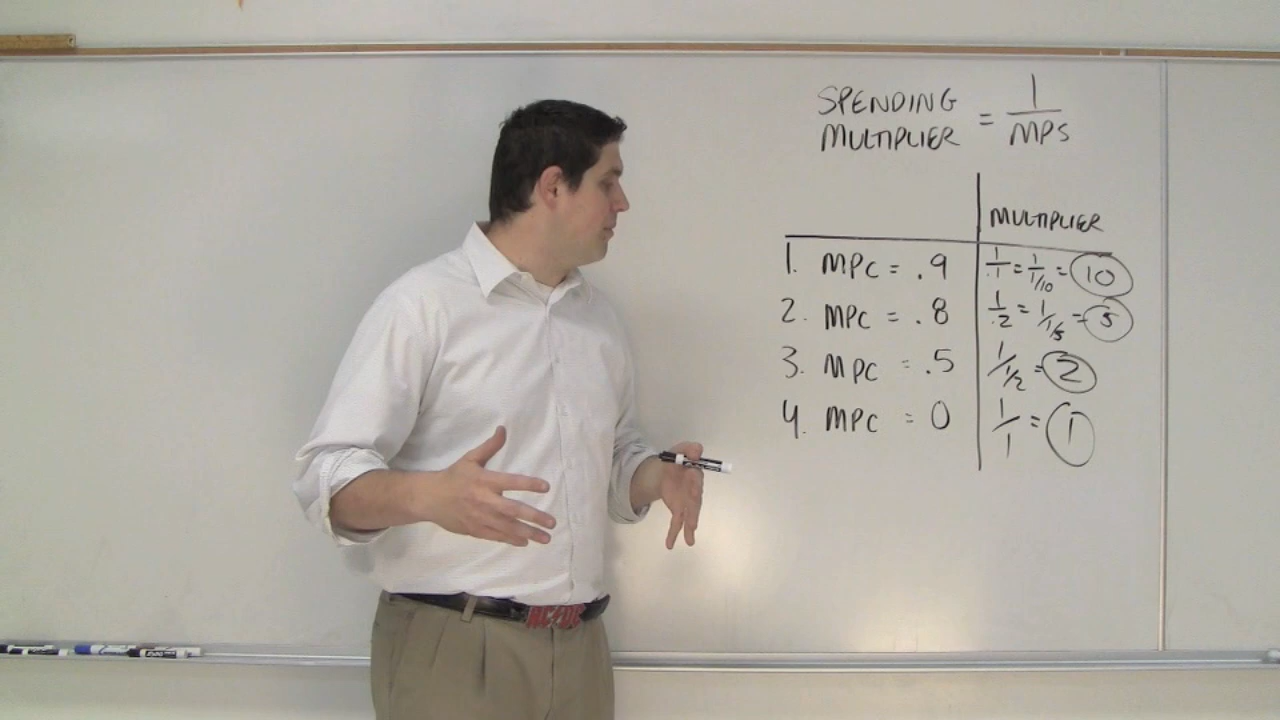 SPENDING
MULTIPLIER = 1/MPS
MULTIPLIER
1. MPC = .9 1/.1 = 1/1/10 = 10
2. MPC = .8 1/.2 = 1/1/5 = 5
3. MPC = .5 1/1/2 = 2
4. MPC = 0 1/1 = 1